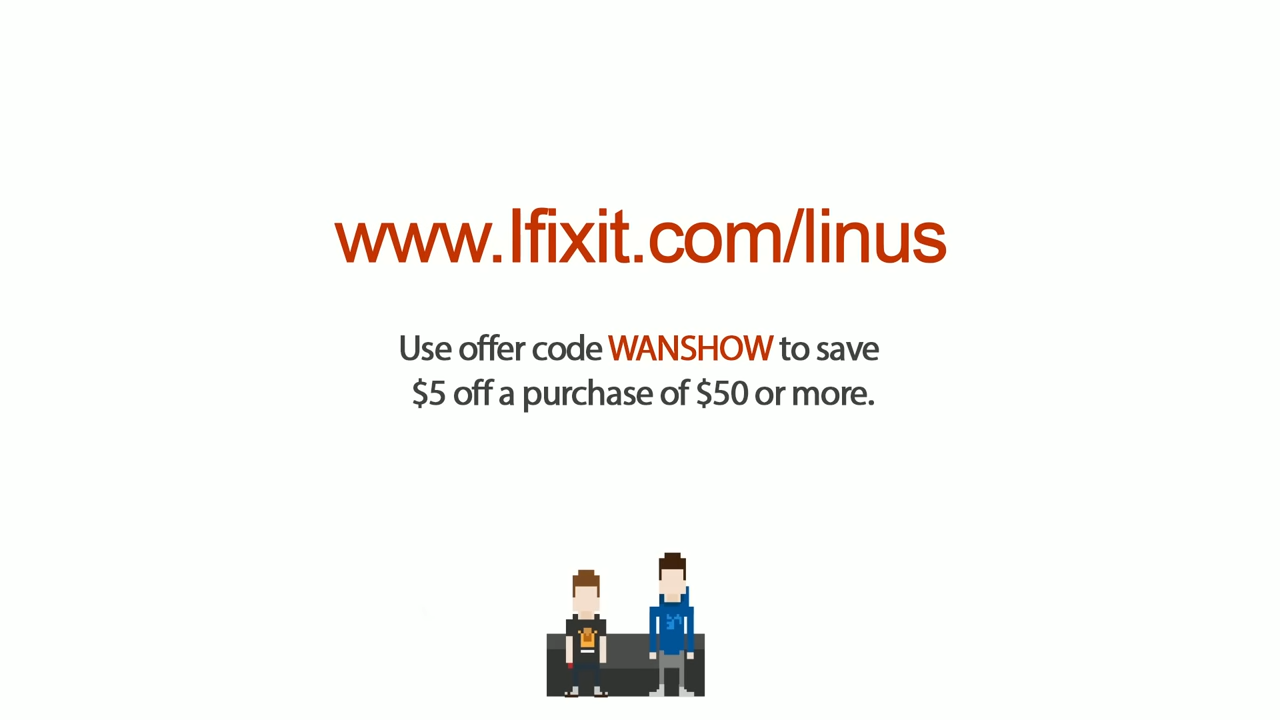 www.Ifixit.com/linus
Use offer code WANSHOW to save
$5 off a purchase of $50 or more.